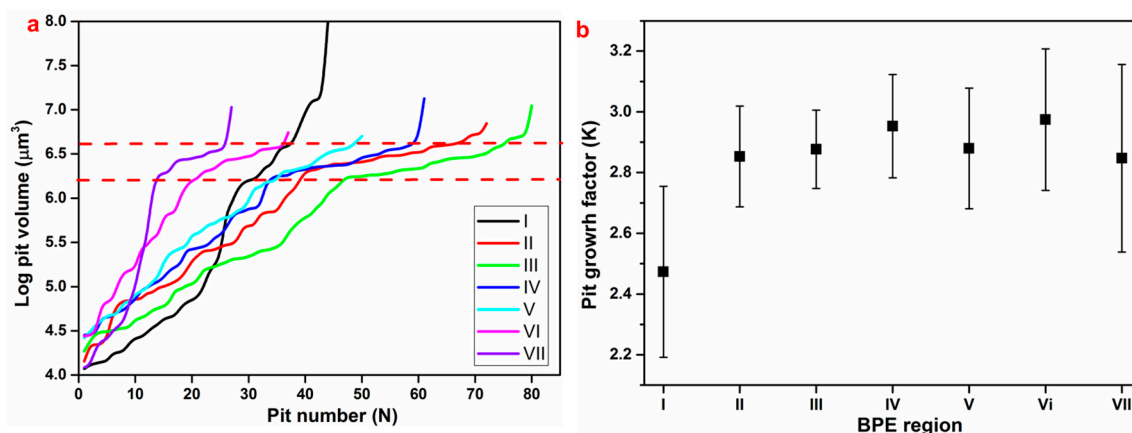 a
Log pit volume (μm³)
8.0
7.0
6.5
6.0
5.5
5.0
4.5
4.0
I
II
III
IV
V
VI
VII
0 10 20 30 40 50 60 70 80
Pit number (N)
b
Pit growrh factor (K)
3.2
3.0
2.8
2.6
2.4
2.2
I II III IV V Vi VII
BPE region